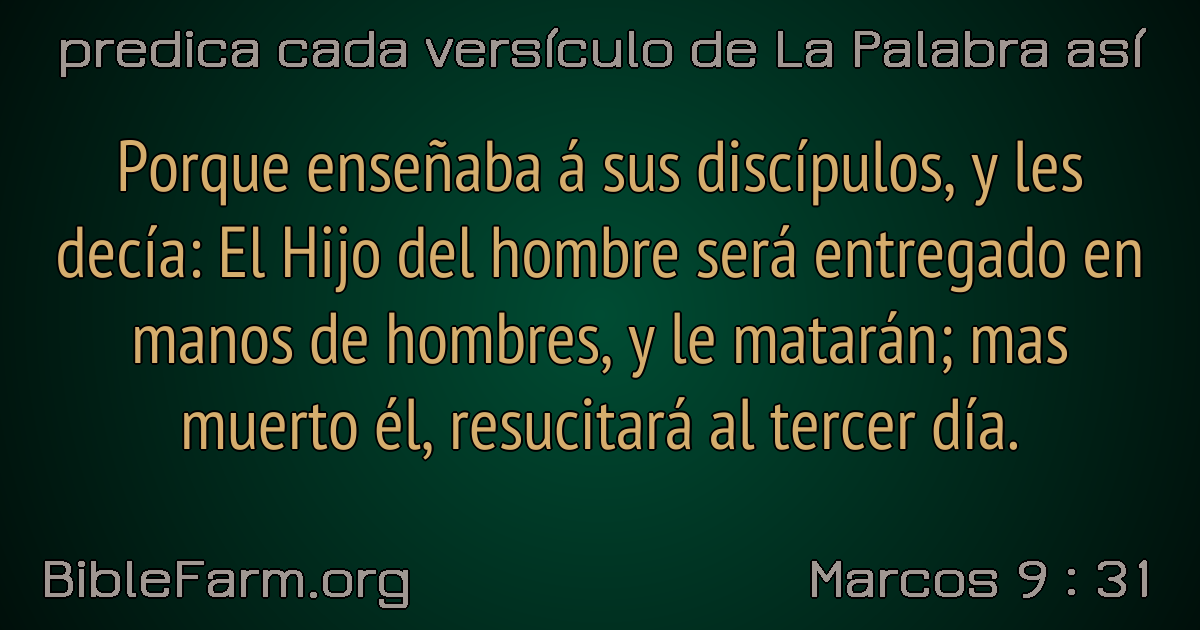 predica cada versículo de La Palabra así
Porque enseñaba á sus discípulos, y les
decía: El Hijo del hombre será entregado en
manos de hombres, y le matarán; mas
muerto él, resucitará al tercer día.
BibleFarm.org
Marcos 9 : 31